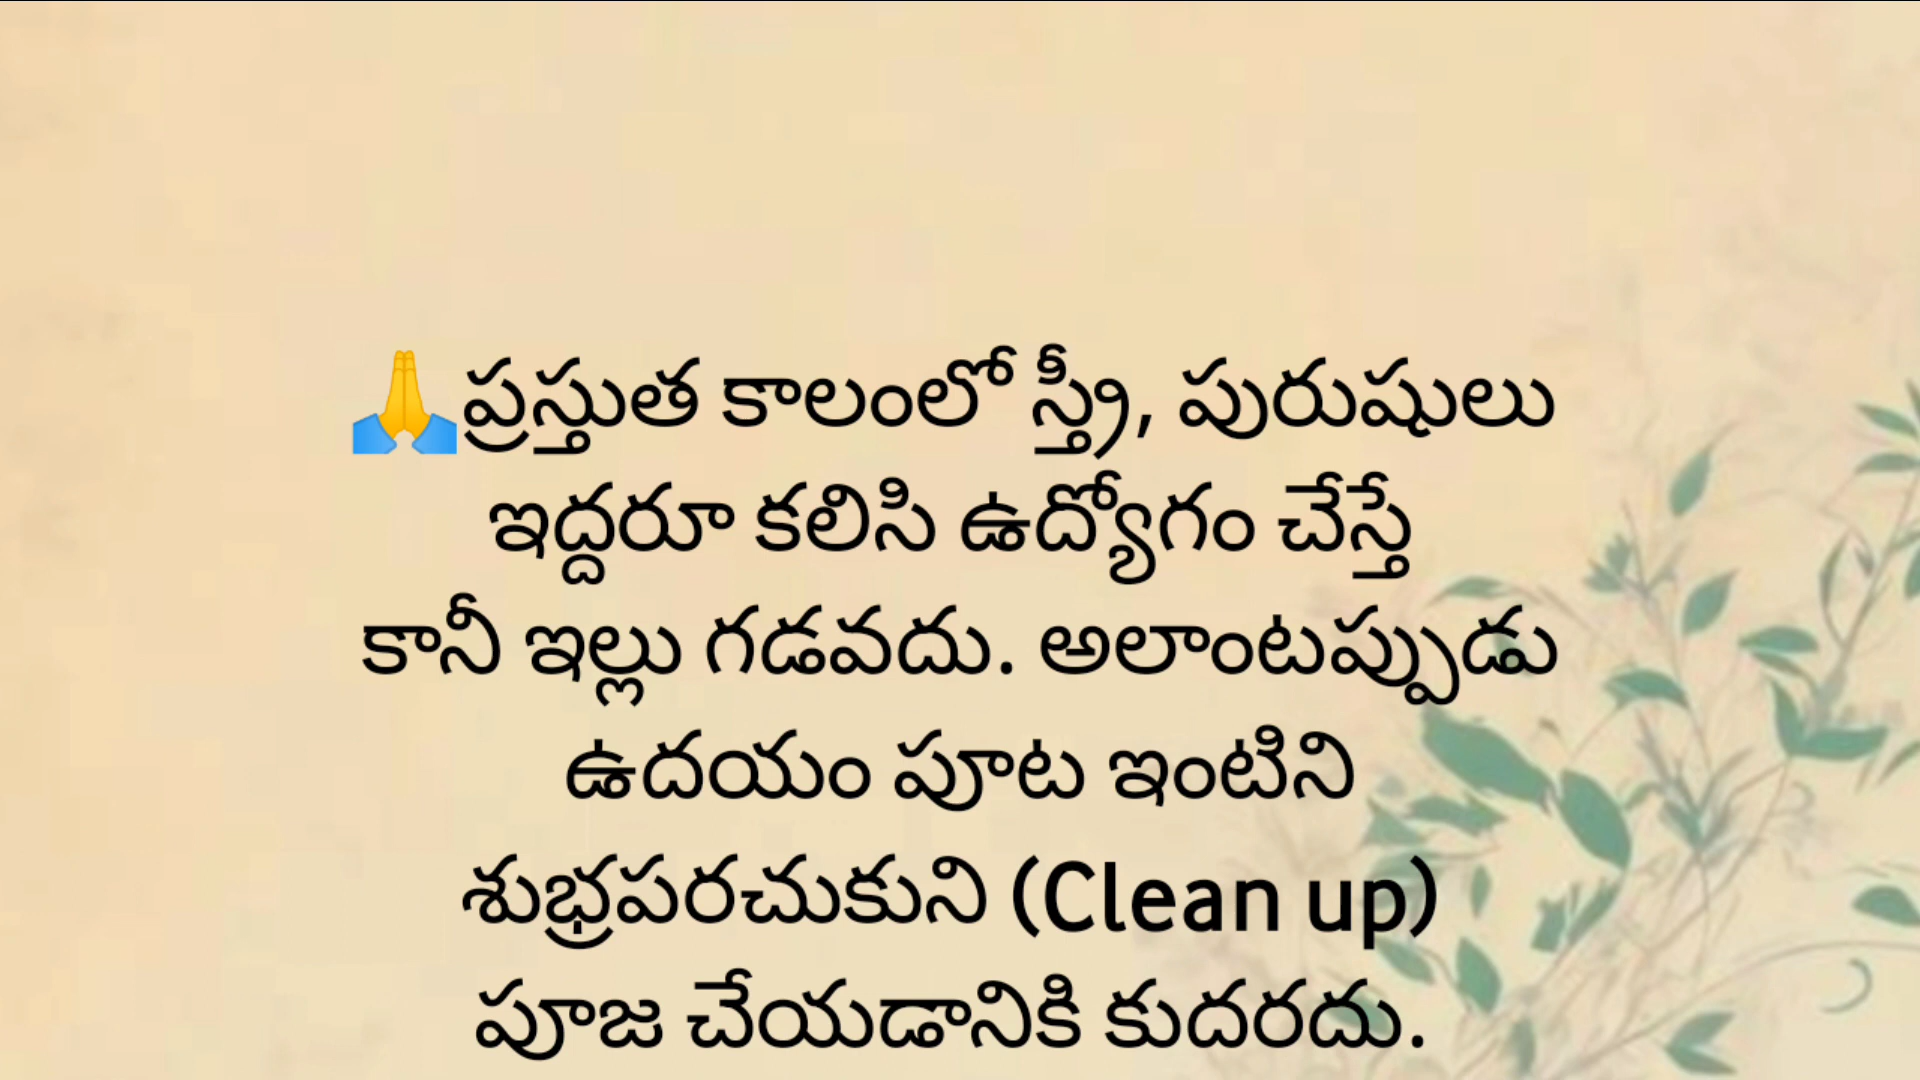 🙏ప్రస్తుత కాలంలో స్త్రీ, పురుషులు
ఇద్దరూ కలిసి ఉద్యోగం చేస్తే
కానీ ఇల్లు గడవదు. అలాంటప్పుడు
ఉదయం పూట ఇంటిని
శుభ్రపరచుకుని (Clean up)
పూజ చేయడానికి కుదరదు.